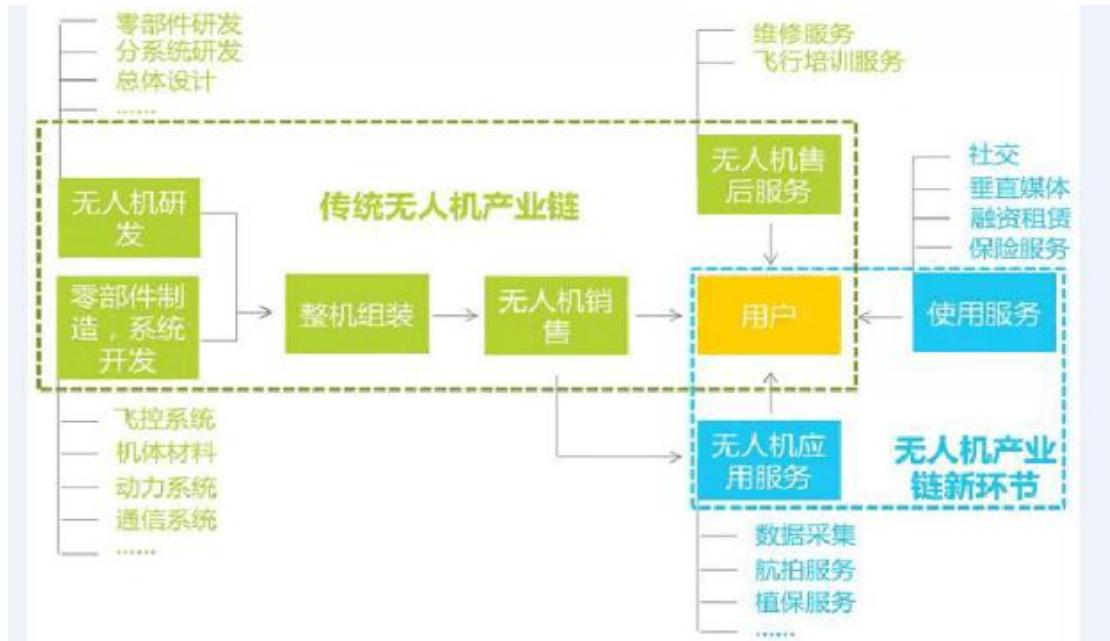 零部件研发
分系统研发
总体设计
......
维修服务
飞行培训服务
无人机研
发
传统无人机产业链
无人机售
后服务
社交
垂直媒体
融资租赁
保险服务
零部件制
造，系统
开发
整机组装
无人机销
售
用户
使用服务
飞控系统
机体材料
动力系统
通信系统
......
无人机应
用服务
无人机产业
链新环节
数据采集
航拍服务
植保服务
......